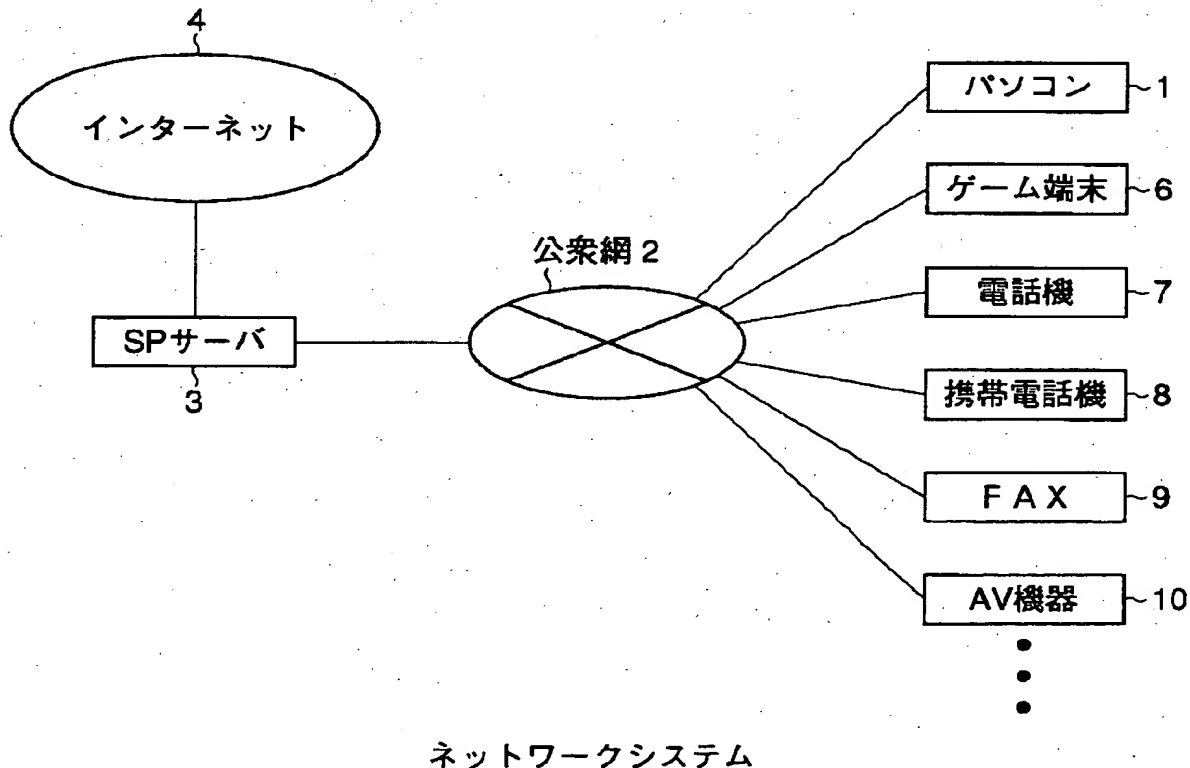 4
インターネット
パソコン 1
ゲーム端末 6
公衆網2
電話機 7
SPサーバ
3
携帯電話機 8
FAX 9
AV機器 10
ネットワークシステム